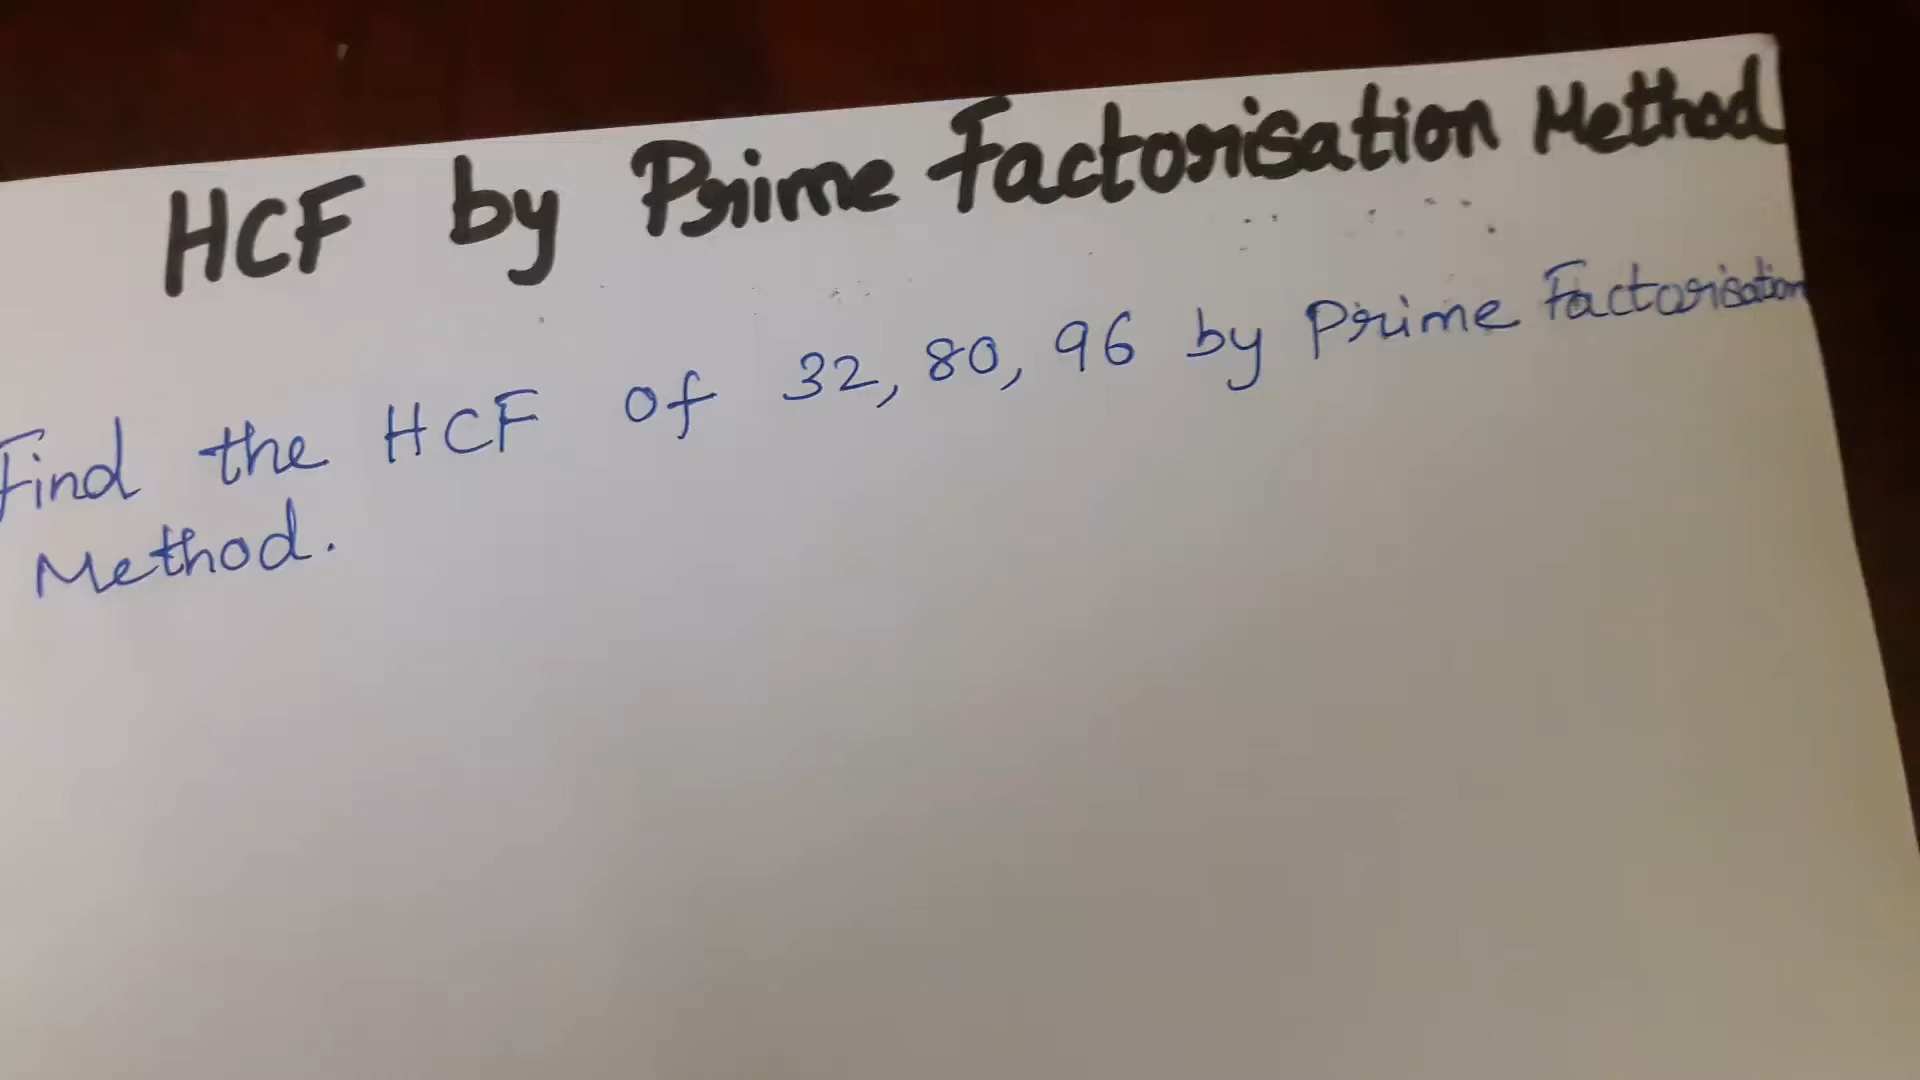 HCF by Prime Factorisation Method
Find the HCF of 32, 80, 96 by Prime Factorisation
Method.